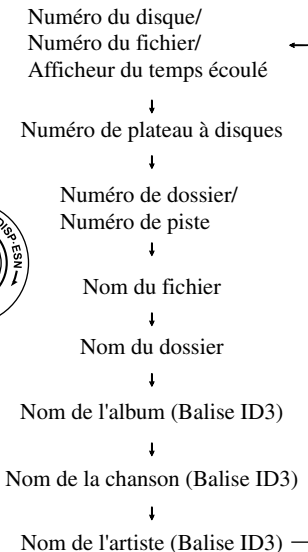 Numéro du disque/
Numéro du fichier/
Afficheur du temps écoulé
Numéro de plateau à disques
Numéro de dossier/
Numéro de piste
DISP·ESN
Nom du fichier
Nom du dossier
Nom de l'album (Balise ID3)
Nom de la chanson (Balise ID3)
Nom de l'artiste (Balise ID3)